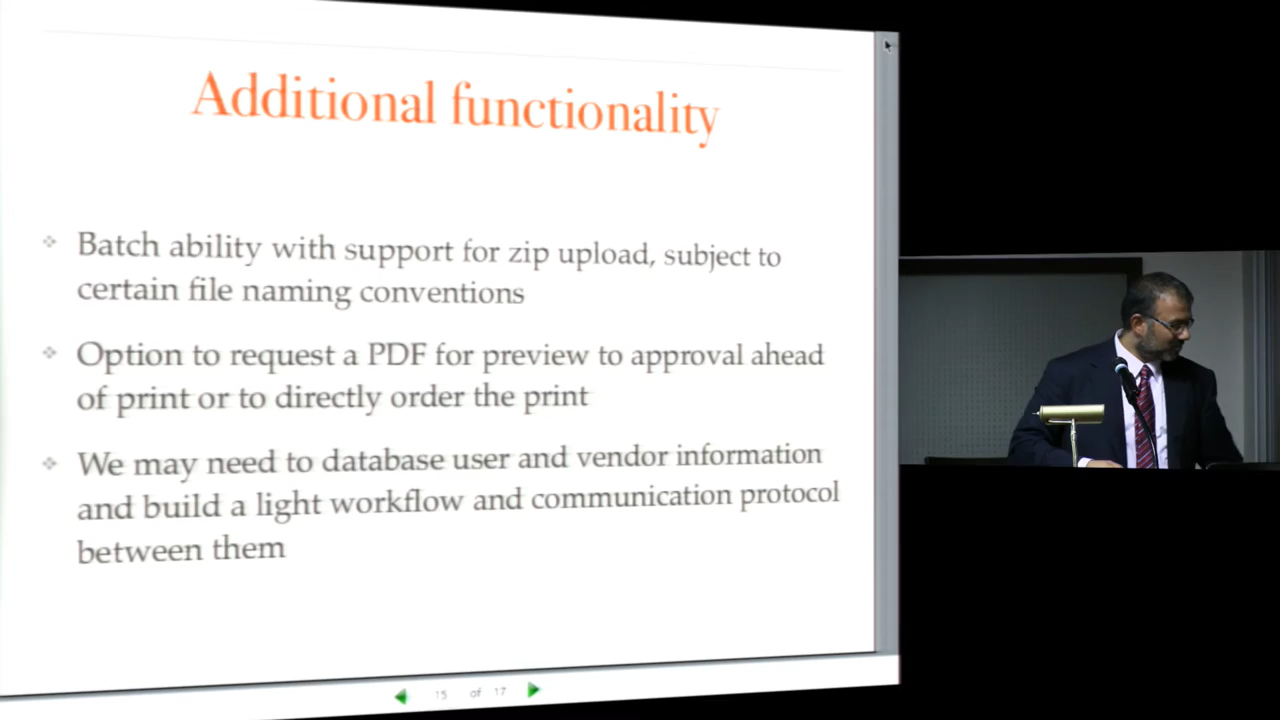 Additional functionality
Batch ability with support for zip upload, subject to
certain file naming conventions
Option to request a PDF for preview to approval ahead
of print or to directly order the print
We may need to database user and vendor information
and build a light workflow and communication protocol
between them
15 of 17